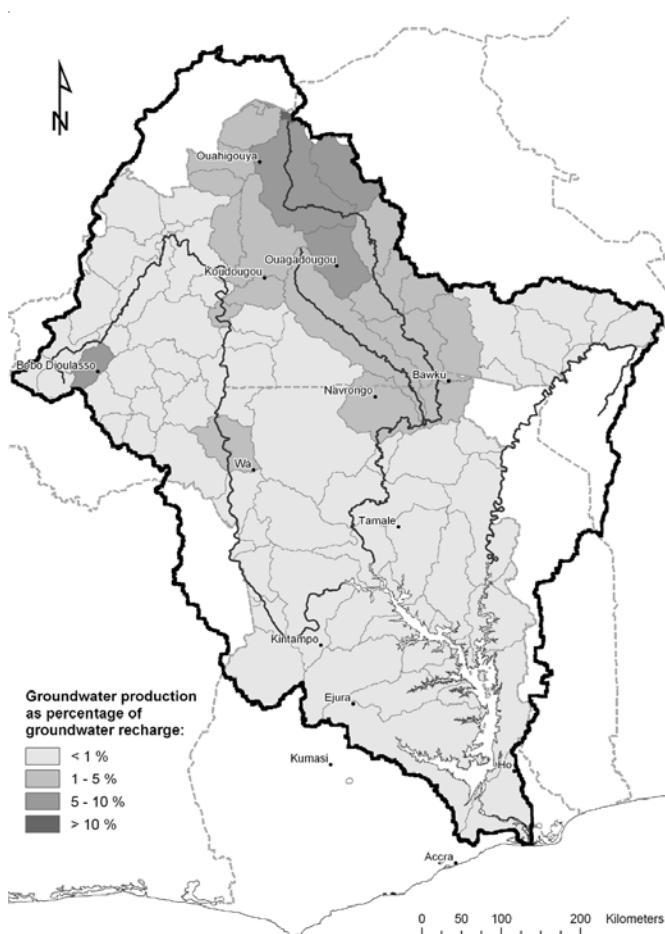 N
Ouahigouya
Ouagadougou
Koudougou
Bobo Dioulasso
Bawku
Navrongo
Wa
Tamale
Kintampo
Groundwater production
as percentage of
groundwater recharge:
< 1 %
1 - 5 %
5 - 10 %
> 10 %
Ejura
Kumasi
Ho
Accra
0 50 100 200 Kilometers